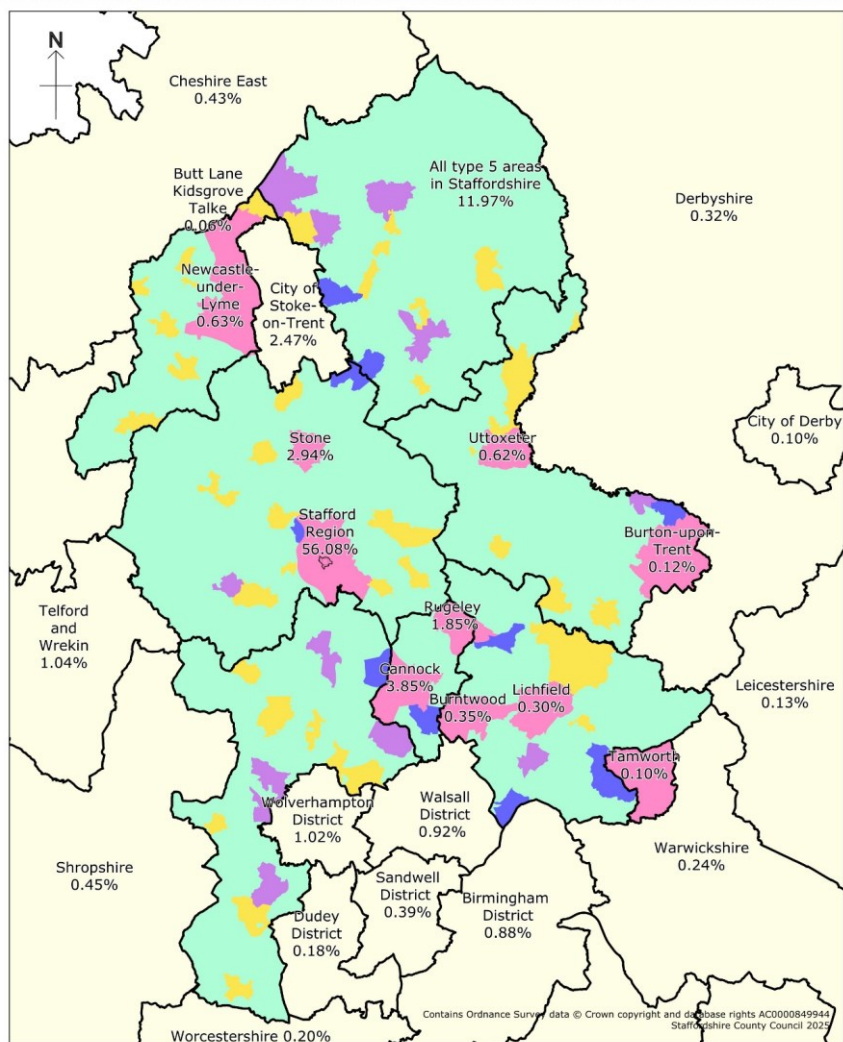 N
Cheshire East
0.43%
Butt Lane
Kidsgrove
Talke
0.06%
All type 5 areas
in Staffordshire
11.97%
Derbyshire
0.32%
Newcastle-
under-
Lyme
0.63%
City of
Stoke-
on-Trent
2.47%
City of Derby
0.10%
Stone
2.94%
Uttoxeter
0.62%
Stafford
Region
56.08%
Burton-upon-
Trent
0.12%
Telford
and
Wrekin
1.04%
Rugeley
1.85%
Cannock
3.85%
Burntwood
0.35%
Lichfield
0.30%
Leicestershire
0.13%
Tamworth
0.10%
Wolverhampton
District
1.02%
Walsall
District
0.92%
Warwickshire
0.24%
Shropshire
0.45%
Sandwell
District
0.39%
Birmingham
District
0.88%
Dudey
District
0.18%
Contains Ordnance Survey data © Crown copyright and database rights AC0000849944
Staffordshire County Council 2025
Worcestershire 0.20%